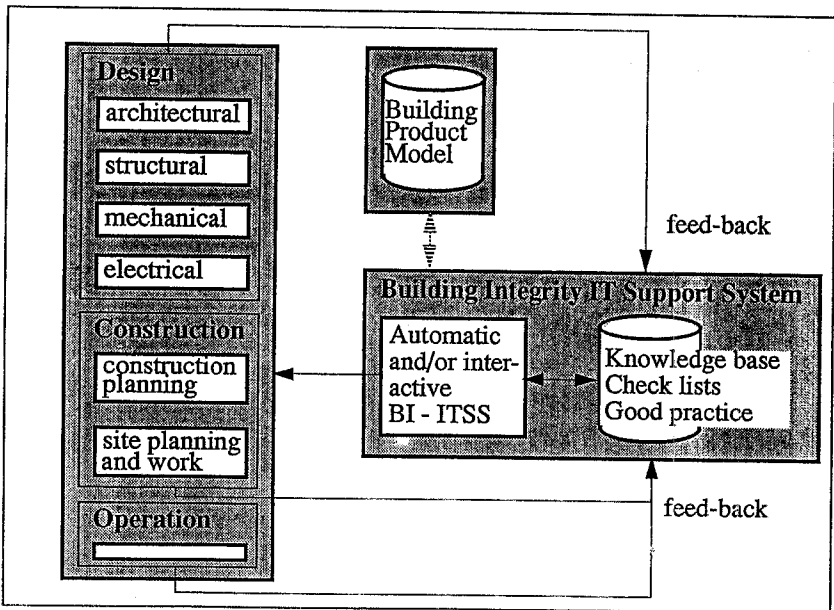 Design
architectural
structural
mechanical
electrical
Construction
construction
planning
site planning
and work
Operation
Building
Product
Model
feed-back
Building Integrity IT Support System
Automatic
and/or inter-
active
BI - ITSS
Knowledge base
Check lists
Good practice
feed-back